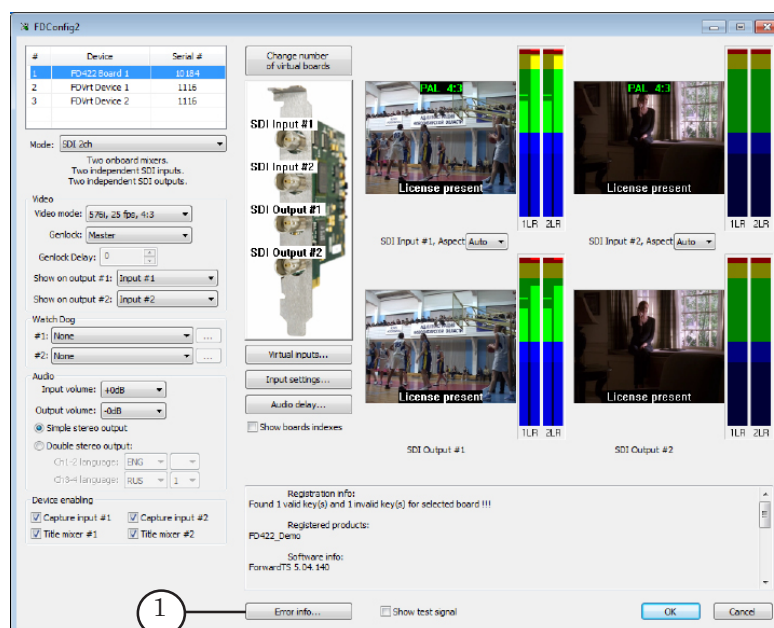 FDConfig2
# Device Serial #
1 FD422 Board 1 10184
2 FDVrt Device 1 1116
3 FDVrt Device 2 1116
Mode: SDI 2ch
Two onboard mixers.
Two independent SDI inputs.
Two independent SDI outputs.
Video
Video mode: 576i, 25 fps, 4:3
Genlock: Master
Genlock Delay: 0
Show on output #1: Input #1
Show on output #2: Input #2
Watch Dog
#1: None ...
#2: None ...
Audio
Input volume: +0dB
Output volume: -0dB
Simple stereo output
Double stereo output:
Ch1-2 language: ENG
Ch3-4 language: RUS 1
Device enabling
Capture input #1 Capture input #2
Title mixer #1 Title mixer #2
Change number
of virtual boards
SDI Input #1
SDI Input #2
SDI Output #1
SDI Output #2
Virtual inputs...
Input settings...
Audio delay...
Show boards indexes
PAL 4:3
License present
1LR 2LR
SDI Input #1, Aspect Auto
PAL 4:3
License present
1LR 2LR
SDI Input #2, Aspect Auto
License present
1LR 2LR
SDI Output #1
License present
1LR 2LR
SDI Output #2
Registration info:
Found 1 valid key(s) and 1 invalid key(s) for selected board !!!
Registered products:
FD422_Demo
Software info:
ForwardTS 5.04.140
1
Error info...
Show test signal
OK
Cancel